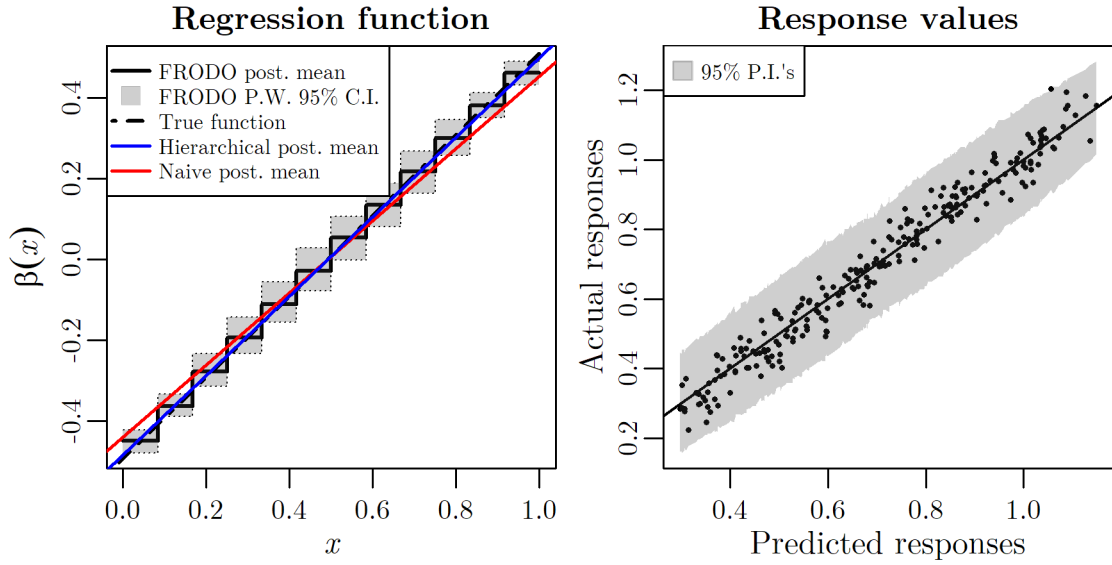 Regression function
FRODO post. mean
FRODO P.W. 95% C.I.
True function
Hierarchical post. mean
Naive post. mean
β(x)
0.4
0.2
0.0
-0.2
-0.4
0.0 0.2 0.4 0.6 0.8 1.0
x
Response values
95% P.I.'s
Actual responses
1.2
1.0
0.8
0.6
0.4
0.2
0.4 0.6 0.8 1.0
Predicted responses